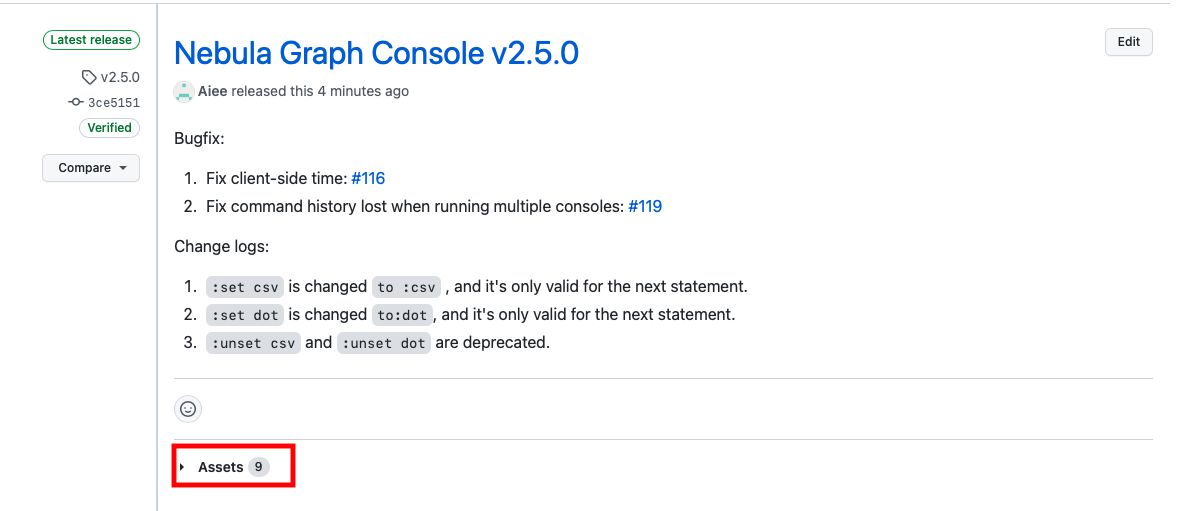 Latest release
v2.5.0
3ce5151
Verified
Compare
Nebula Graph Console v2.5.0
Edit
Aiee released this 4 minutes ago
Bugfix:
1. Fix client-side time: #116
2. Fix command history lost when running multiple consoles: #119
Change logs:
1. :set csv is changed to :csv , and it's only valid for the next statement.
2. :set dot is changed to:dot, and it's only valid for the next statement.
3. :unset csv and :unset dot are deprecated.
Assets 9